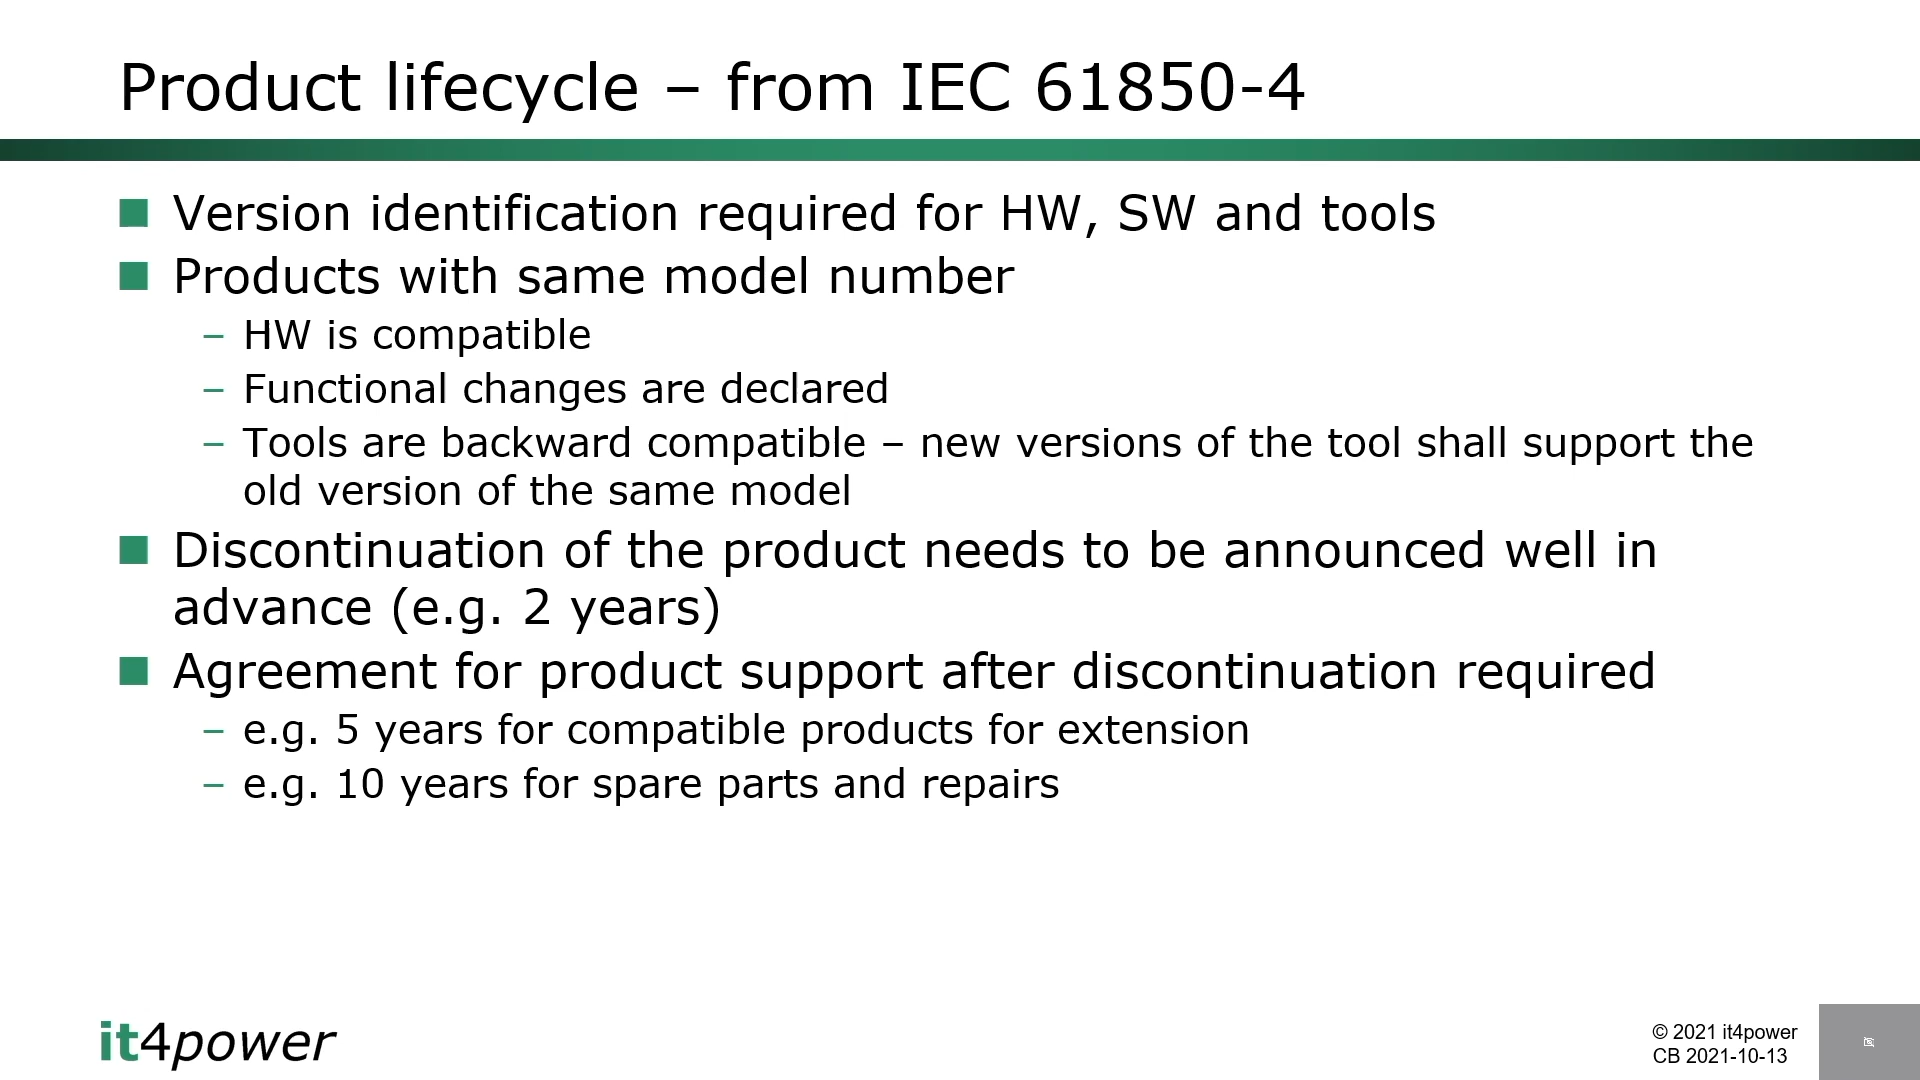 Product lifecycle – from IEC 61850-4
Version identification required for HW, SW and tools
Products with same model number
– HW is compatible
– Functional changes are declared
– Tools are backward compatible – new versions of the tool shall support the
old version of the same model
Discontinuation of the product needs to be announced well in
advance (e.g. 2 years)
Agreement for product support after discontinuation required
– e.g. 5 years for compatible products for extension
– e.g. 10 years for spare parts and repairs
it4power
© 2021 it4power
CB 2021-10-13